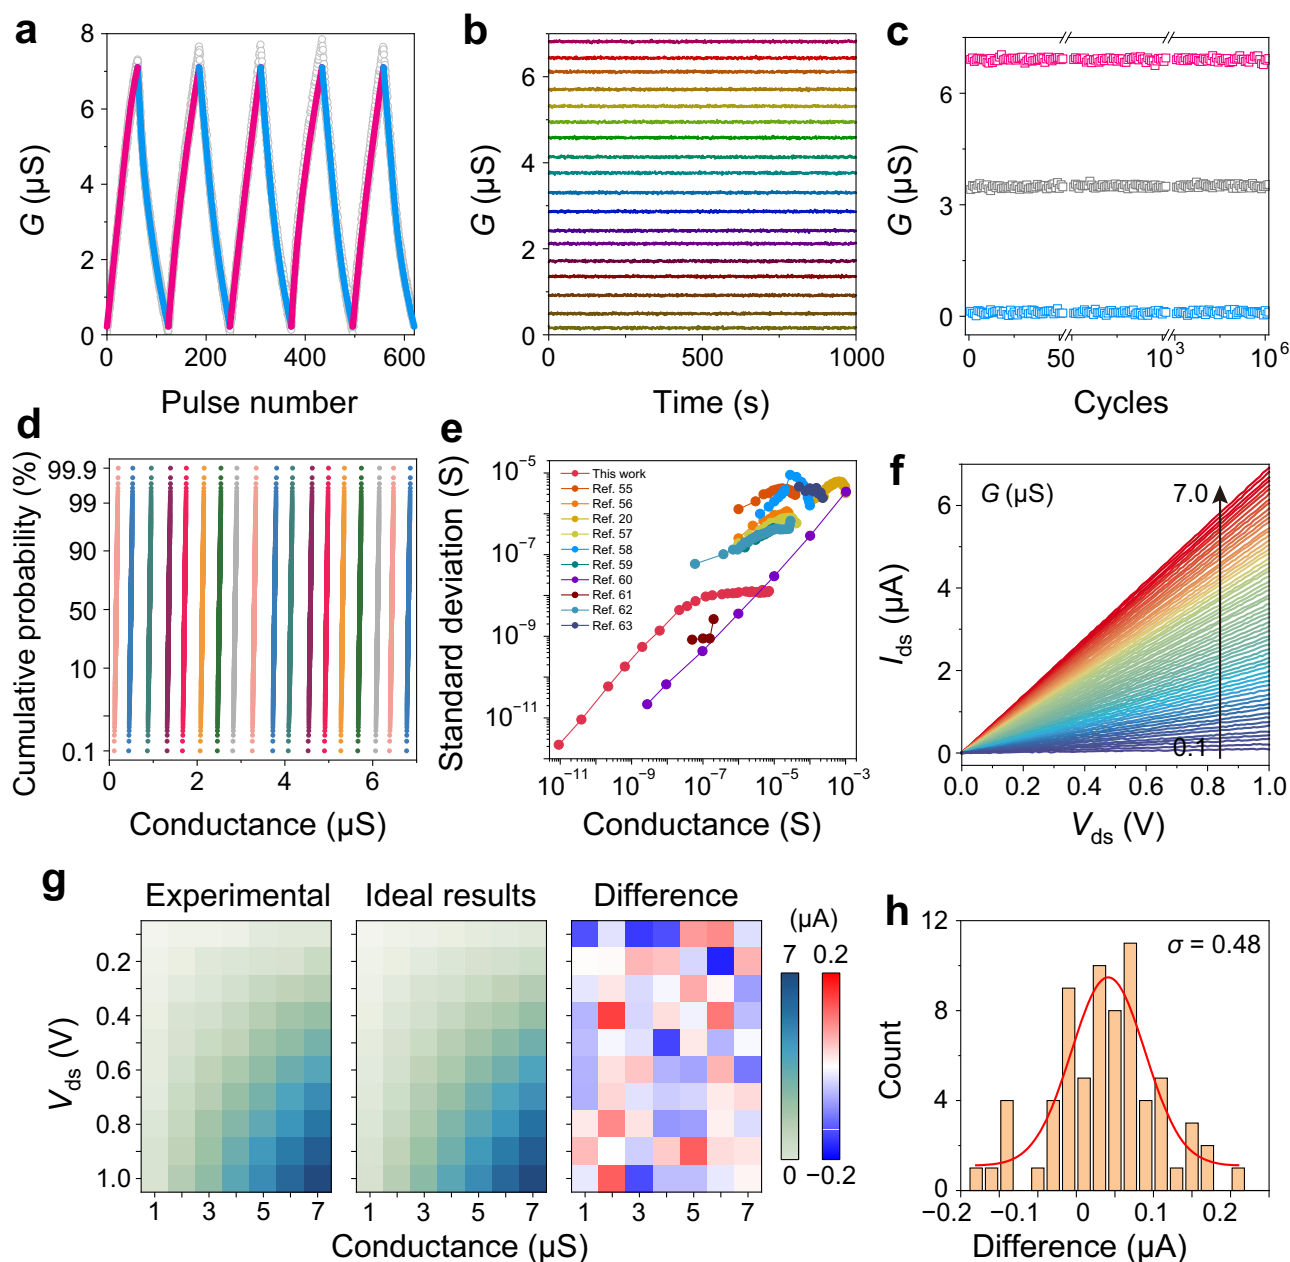 a
8
6
4
2
0
G (μS)
0
200
400
600
Pulse number
b
6
4
2
0
G (μS)
0
500
1000
Time (s)
c
6
3
0
G (μS)
0
25
50
10³
10⁶
Cycles
d
99.9
99
90
50
10
0.1
Cumulative probability (%)
0
2
4
6
Conductance (μS)
e
10⁻⁵
10⁻⁷
10⁻⁹
10⁻¹¹
Standard deviation (S)
This work
Ref. 55
Ref. 56
Ref. 20
Ref. 57
Ref. 58
Ref. 59
Ref. 60
Ref. 61
Ref. 62
Ref. 63
10⁻¹¹
10⁻⁹
10⁻⁷
10⁻⁵
10⁻³
Conductance (S)
f
G (μS)
7.0
0.1
6
4
2
0
I_ds (μA)
0.0
0.2
0.4
0.6
0.8
1.0
V_ds (V)
g
Experimental
Ideal results
Difference
(μA)
7 0.2
0 −0.2
0.2
0.4
0.6
0.8
1.0
V_ds (V)
1 3 5 7
1 3 5 7
1 3 5 7
Conductance (μS)
h
σ = 0.48
12
8
4
0
Count
−0.2
−0.1
0
0.1
0.2
Difference (μA)